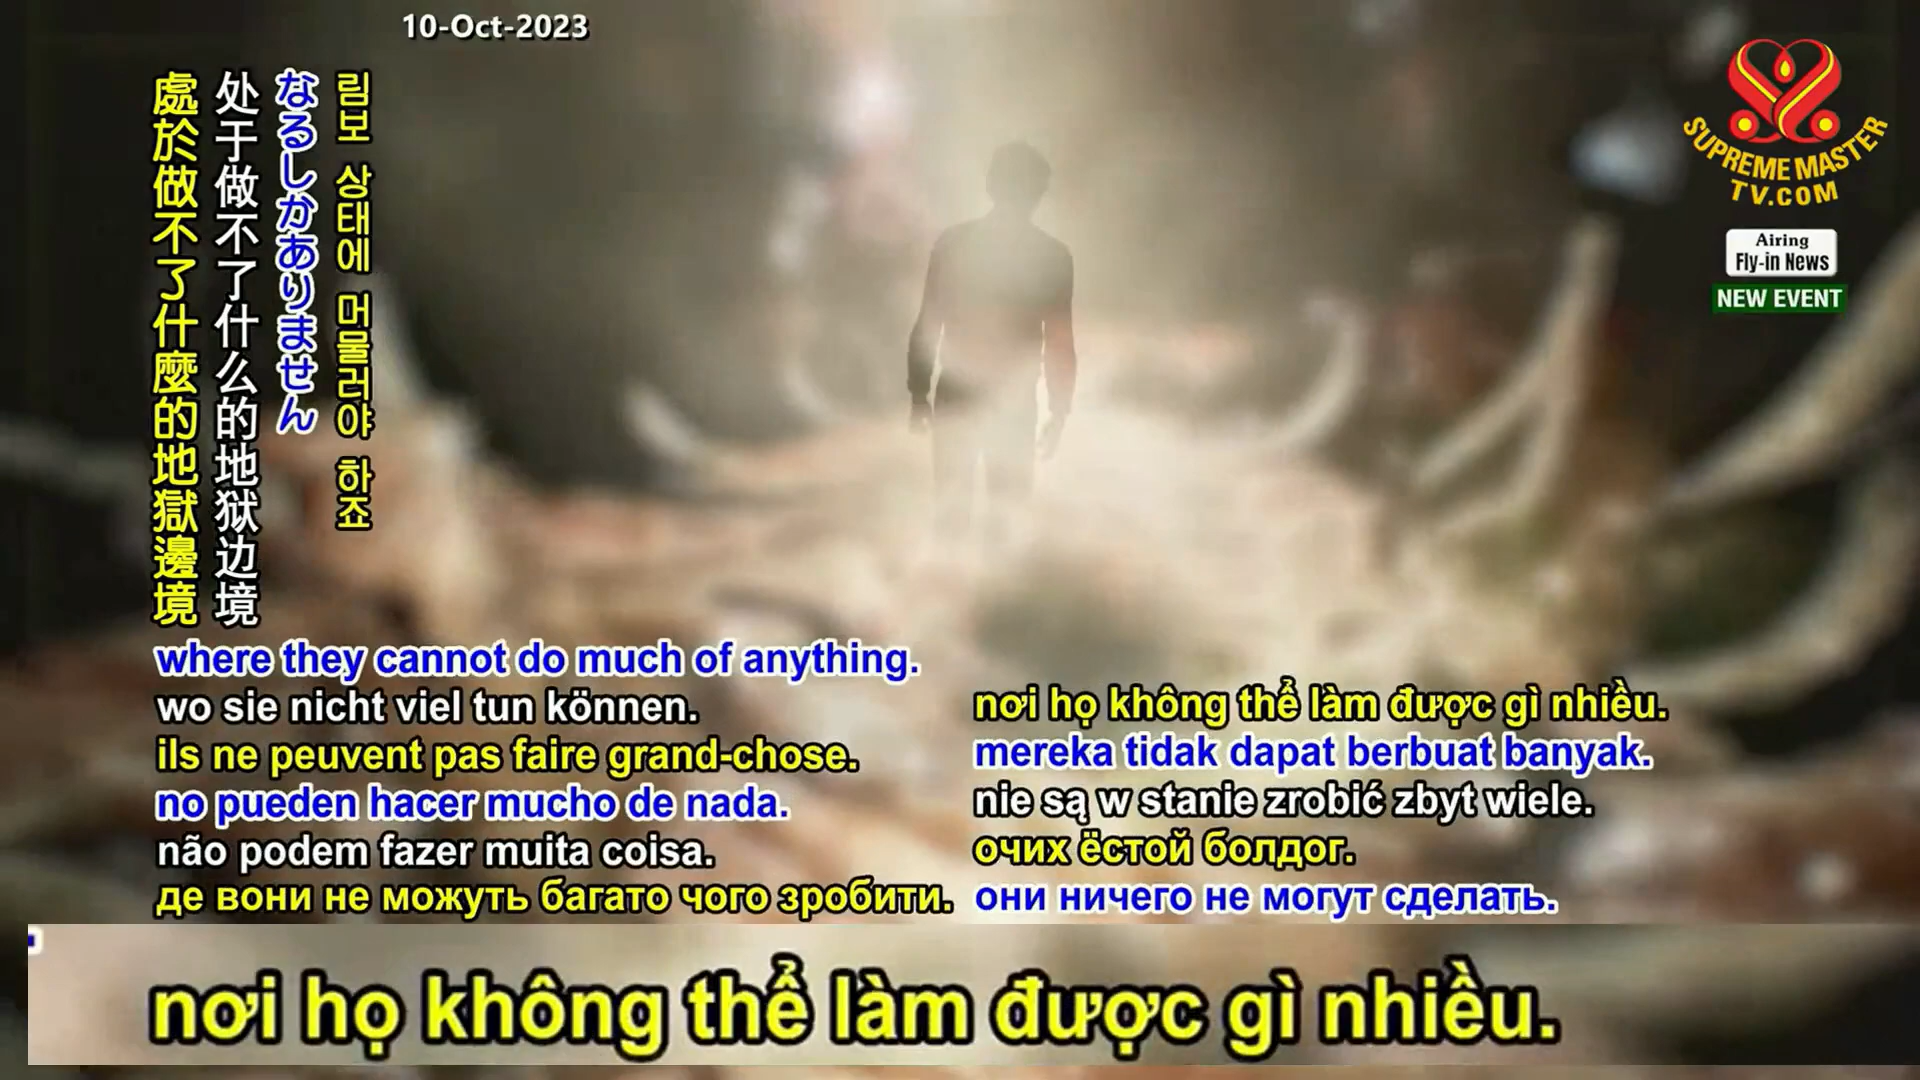 10-Oct-2023
SUPREME MASTER
TV.COM
Airing
Fly-in News
NEW EVENT
림보 상태에 머물러야 하죠
なるしかありません
处于做不了什么的地狱边境
處於做不了什麼的地獄邊境
where they cannot do much of anything.
wo sie nicht viel tun können.
ils ne peuvent pas faire grand-chose.
no pueden hacer mucho de nada.
não podem fazer muita coisa.
де вони не можуть багато чого зробити.
nơi họ không thể làm được gì nhiều.
mereka tidak dapat berbuat banyak.
nie są w stanie zrobić zbyt wiele.
очих ёстой болдог.
они ничего не могут сделать.
nơi họ không thể làm được gì nhiều.